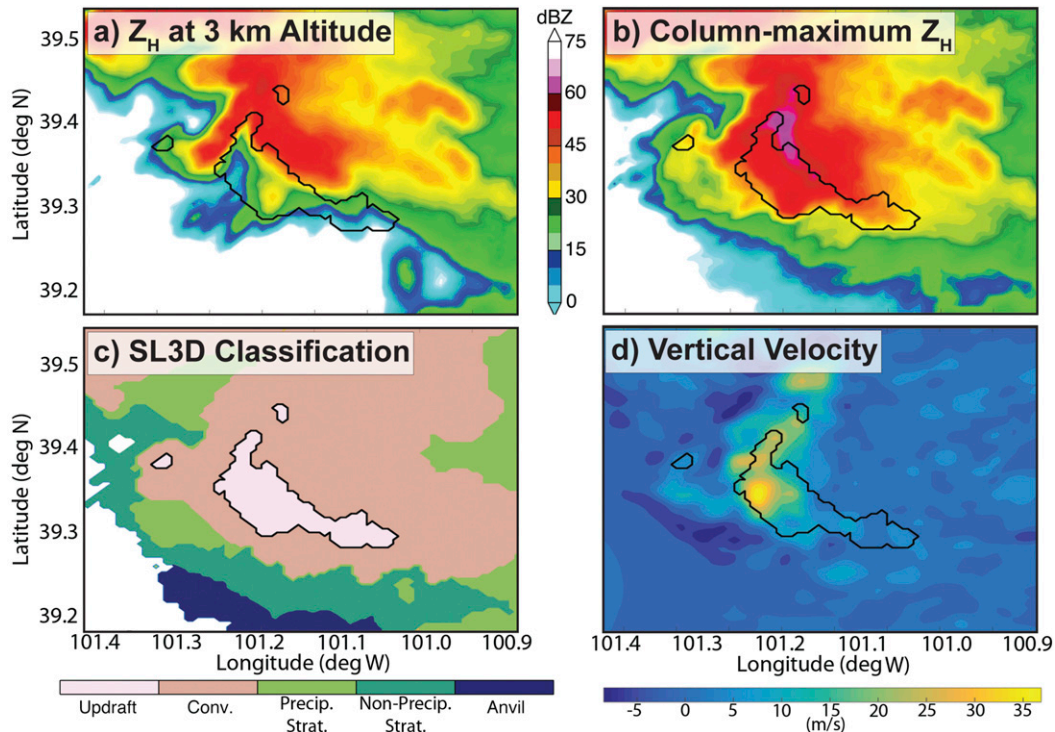 a) ZH at 3 km Altitude
dBZ
b) Column-maximum ZH
39.5
39.4
39.3
39.2
Latitude (deg N)
75
60
45
30
15
0
c) SL3D Classification
d) Vertical Velocity
39.5
39.4
39.3
39.2
Latitude (deg N)
101.4 101.3 101.2 101.1 101.0 100.9
Longitude (deg W)
101.4 101.3 101.2 101.1 101.0 100.9
Longitude (deg W)
Updraft Conv. Precip. Strat. Non-Precip. Strat. Anvil
-5 0 5 10 15 20 25 30 35
(m/s)